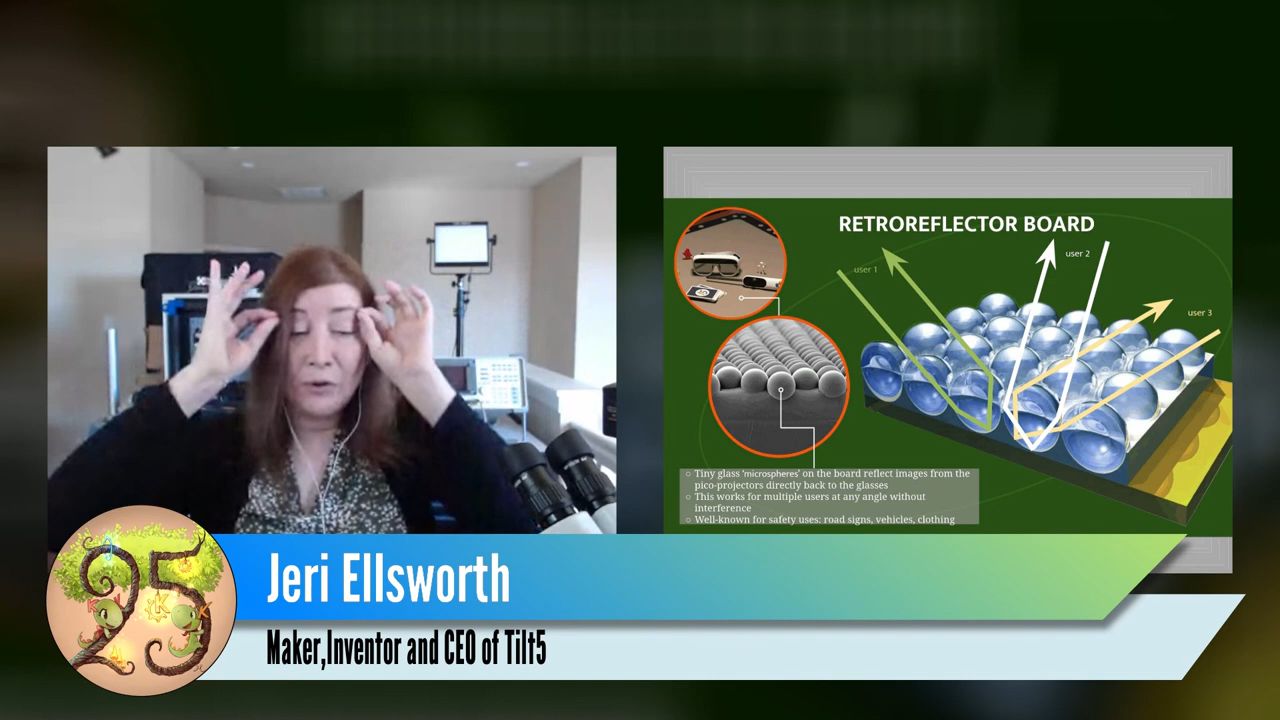 RETROREFLECTOR BOARD
user 1
user 2
user 3
○ Tiny glass 'microspheres' on the board reflect images from the
pico-projectors directly back to the glasses
○ This works for multiple users at any angle without
interference
○ Well-known for safety uses: road signs, vehicles, clothing
25
Jeri Ellsworth
Maker,Inventor and CEO of Tilt5